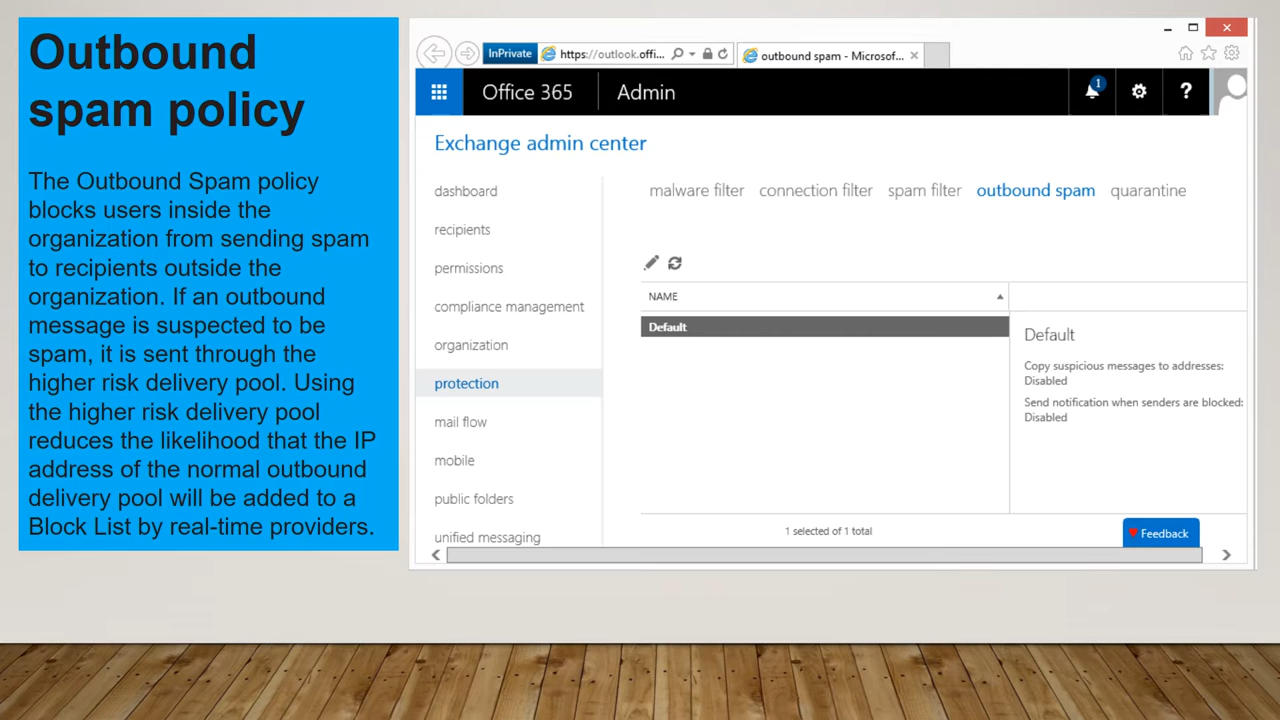 Outbound
spam policy
The Outbound Spam policy
blocks users inside the
organization from sending spam
to recipients outside the
organization. If an outbound
message is suspected to be
spam, it is sent through the
higher risk delivery pool. Using
the higher risk delivery pool
reduces the likelihood that the IP
address of the normal outbound
delivery pool will be added to a
Block List by real-time providers.
InPrivate https://outlook.offi... outbound spam - Microsof...
Office 365 Admin 1 ?
Exchange admin center
dashboard
recipients
permissions
compliance management
organization
protection
mail flow
mobile
public folders
unified messaging
malware filter connection filter spam filter outbound spam quarantine
NAME
Default
Default
Copy suspicious messages to addresses:
Disabled
Send notification when senders are blocked:
Disabled
1 selected of 1 total
Feedback